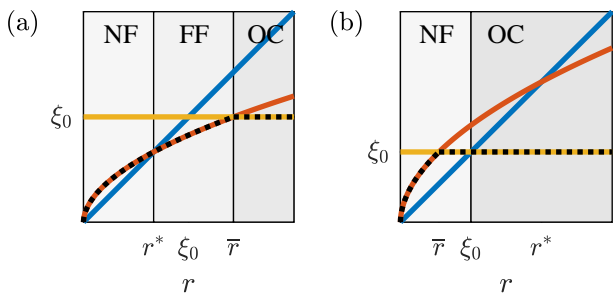 (a)
NF FF OC
ξ₀
r* ξ₀ r̅
r
(b)
NF OC
ξ₀
r̅ ξ₀ r*
r